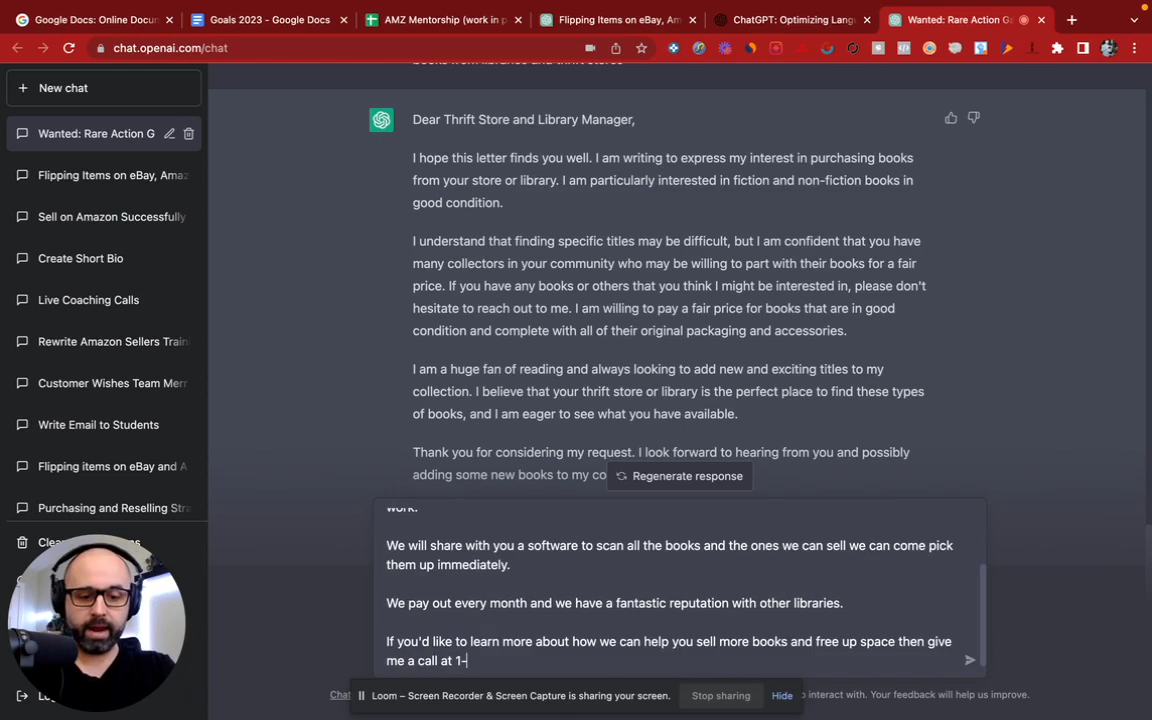 Google Docs: Online Docun
Goals 2023 - Google Docs
AMZ Mentorship (work in p
Flipping Items on eBay, Am
ChatGPT: Optimizing Lang
Wanted: Rare Action G
chat.openai.com/chat
New chat
Wanted: Rare Action G
Flipping Items on eBay, Amaz
Sell on Amazon Successfully
Create Short Bio
Live Coaching Calls
Rewrite Amazon Sellers Train
Customer Wishes Team Merr
Write Email to Students
Flipping items on eBay and A
Purchasing and Reselling Stra
books from libraries and thrift stores
Dear Thrift Store and Library Manager,
I hope this letter finds you well. I am writing to express my interest in purchasing books
from your store or library. I am particularly interested in fiction and non-fiction books in
good condition.
I understand that finding specific titles may be difficult, but I am confident that you have
many collectors in your community who may be willing to part with their books for a fair
price. If you have any books or others that you think I might be interested in, please don't
hesitate to reach out to me. I am willing to pay a fair price for books that are in good
condition and complete with all of their original packaging and accessories.
I am a huge fan of reading and always looking to add new and exciting titles to my
collection. I believe that your thrift store or library is the perfect place to find these types
of books, and I am eager to see what you have available.
Thank you for considering my request. I look forward to hearing from you and possibly
adding some new books to my co
Regenerate response
work.
We will share with you a software to scan all the books and the ones we can sell we can come pick
them up immediately.
We pay out every month and we have a fantastic reputation with other libraries.
If you'd like to learn more about how we can help you sell more books and free up space then give
me a call at 1-
Loom – Screen Recorder & Screen Capture is sharing your screen.
Stop sharing
Hide
o interact with. Your feedback will help us improve.